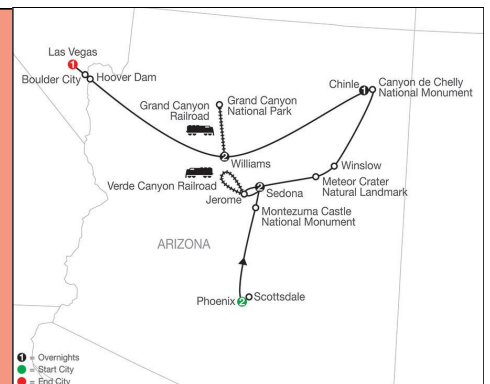 Las Vegas
1
Boulder City
Hoover Dam
Chinle
1
Canyon de Chelly
National Monument
Grand Canyon
Railroad
Grand Canyon
National Park
2
Williams
Winslow
Verde Canyon Railroad
2
Sedona
Meteor Crater
Natural Landmark
Jerome
Montezuma Castle
National Monument
ARIZONA
Phoenix
2
Scottsdale
1 = Overnights
= Start City
= End City